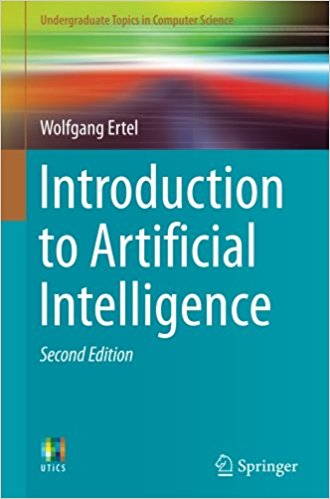 Undergraduate Topics in Computer Science
Wolfgang Ertel
Introduction
to Artificial
Intelligence
Second Edition
UTiCS
Springer